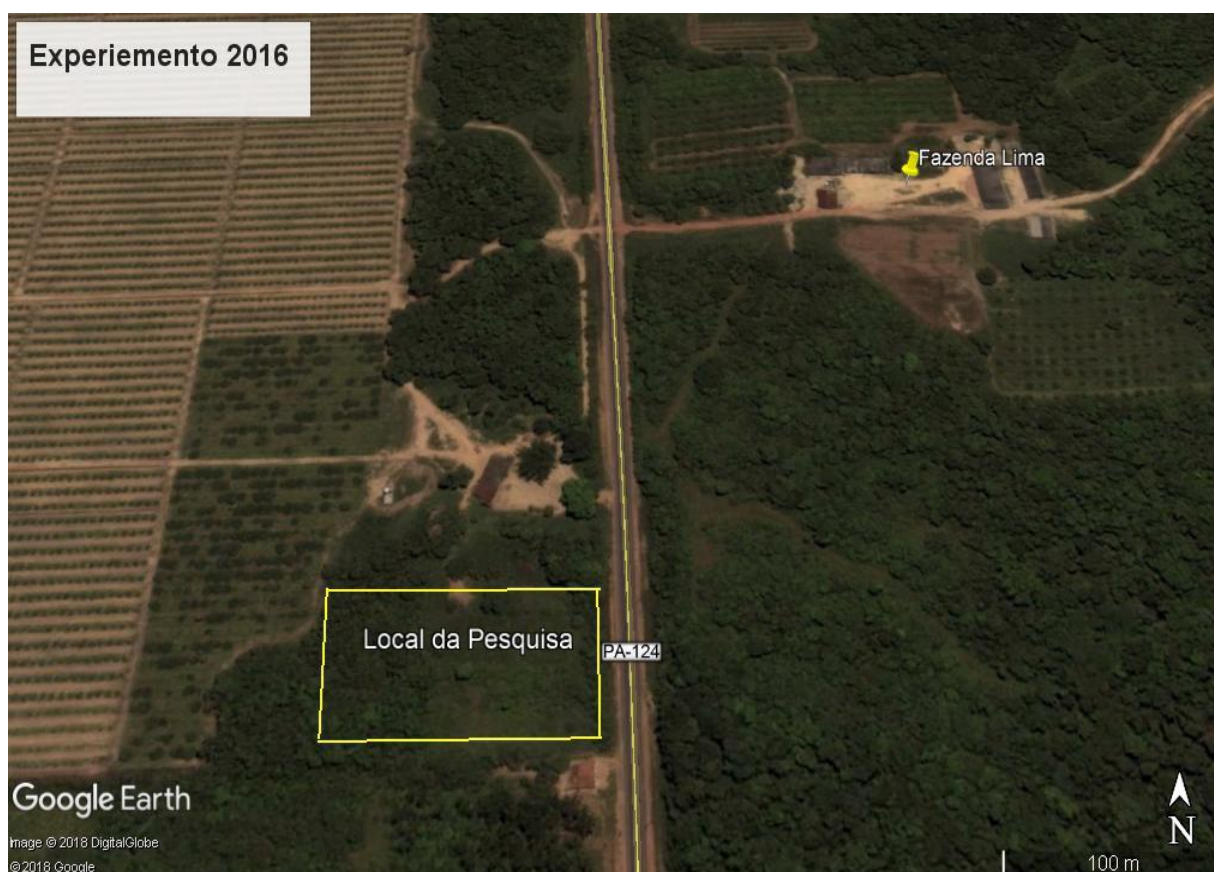 Experiemento 2016
Fazenda Lima
Local da Pesquisa
PA-124
Google Earth
Image © 2018 DigitalGlobe
© 2018 Google
100 m
N